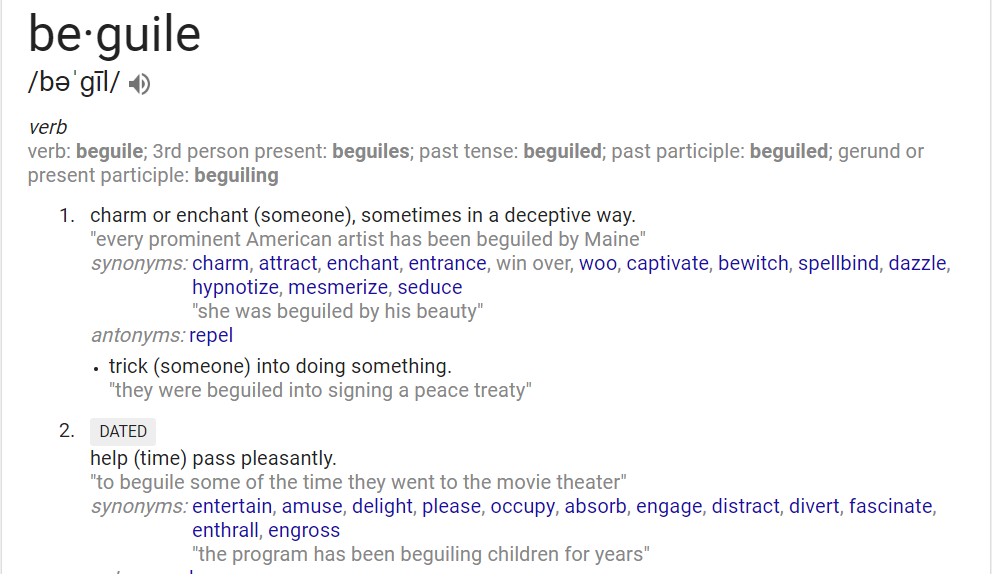 be·guile
/bəˈɡīl/
verb
verb: beguile; 3rd person present: beguiles; past tense: beguiled; past participle: beguiled; gerund or
present participle: beguiling
1. charm or enchant (someone), sometimes in a deceptive way.
"every prominent American artist has been beguiled by Maine"
synonyms: charm, attract, enchant, entrance, win over, woo, captivate, bewitch, spellbind, dazzle,
hypnotize, mesmerize, seduce
"she was beguiled by his beauty"
antonyms: repel
• trick (someone) into doing something.
"they were beguiled into signing a peace treaty"
2. DATED
help (time) pass pleasantly.
"to beguile some of the time they went to the movie theater"
synonyms: entertain, amuse, delight, please, occupy, absorb, engage, distract, divert, fascinate,
enthrall, engross
"the program has been beguiling children for years"